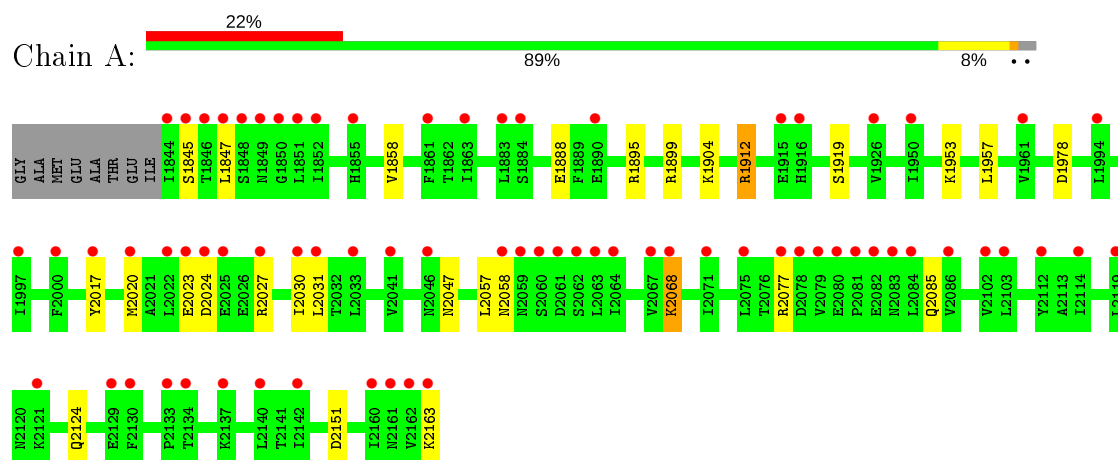 22%
Chain A:
89% 8% • •
GLY ALA MET GLU ALA THR GLU ILE I1844 S1845 T1846 L1847 S1848 N1849 G1850 L1851 I1852 H1855 V1858 F1861 T1862 I1863 L1883 S1884 E1888 F1889 E1890 R1895 R1899 K1904 R1912 E1915 H1916 S1919 V1926 I1950 K1953 L1957 V1961 D1978 L1994
I1997 F2000 Y2017 M2020 A2021 L2022 E2023 D2024 E2025 E2026 R2027 I2030 L2031 T2032 L2033 V2041 N2046 N2047 L2057 N2058 N2059 S2060 D2061 S2062 L2063 I2064 V2067 K2068 I2071 L2075 T2076 R2077 D2078 V2079 E2080 P2081 E2082 N2083 L2084 Q2085 V2086 V2102 L2103 Y2112 A2113 I2114
N2120 K2121 Q2124 E2129 F2130 P2133 T2134 K2137 L2140 T2141 I2142 D2151 I2160 N2161 V2162 K2163